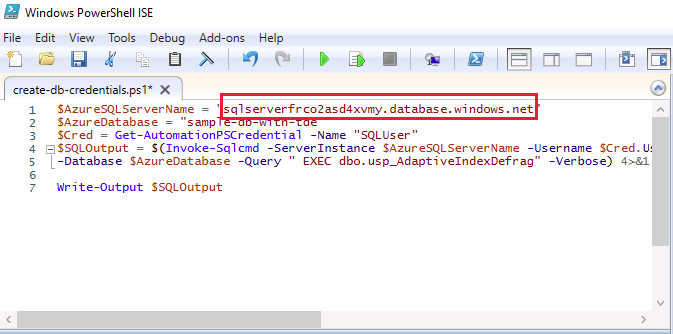 Windows PowerShell ISE
File Edit View Tools Debug Add-ons Help
create-db-credentials.ps1*
1 $AzureSQLServerName = "sqlserverfrco2asd4xvmy.database.windows.net"
2 $AzureDatabase = "sample-db-with-tde"
3 $Cred = Get-AutomationPSCredential -Name "SQLUser"
4 $SQLOutput = $(Invoke-Sqlcmd -ServerInstance $AzureSQLServerName -Username $Cred.Us
5 -Database $AzureDatabase -Query " EXEC dbo.usp_AdaptiveIndexDefrag" -Verbose) 4>&1
6
7 Write-Output $SQLOutput